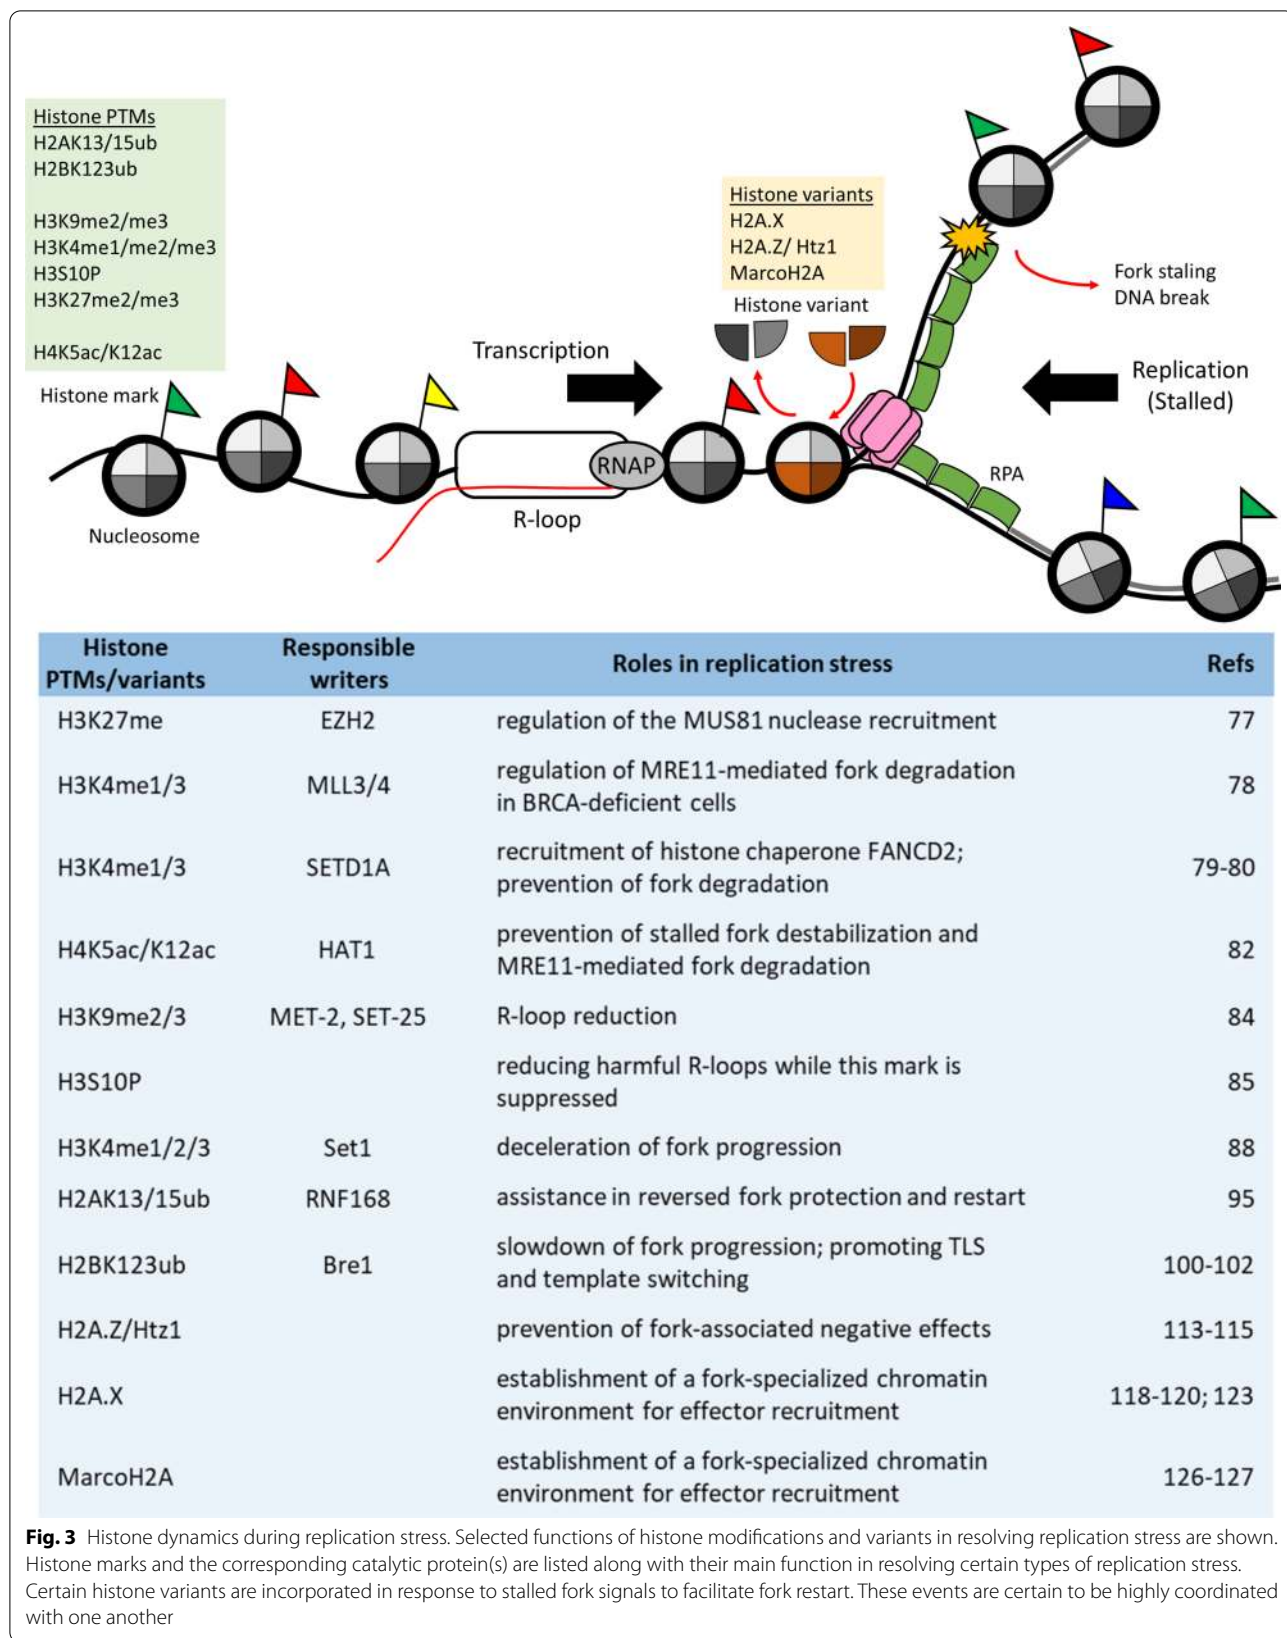 Histone PTMs
H2AK13/15ub
H2BK123ub
H3K9me2/me3
H3K4me1/me2/me3
H3S10P
H3K27me2/me3
H4K5ac/K12ac
Histone mark
Nucleosome
Transcription
R-loop
RNAP
Histone variants
H2A.X
H2A.Z/ Htz1
MarcoH2A
Histone variant
Fork staling
DNA break
Replication
(Stalled)
RPA
Histone PTMs/variants Responsible writers Roles in replication stress Refs
H3K27me EZH2 regulation of the MUS81 nuclease recruitment 77
H3K4me1/3 MLL3/4 regulation of MRE11-mediated fork degradation
in BRCA-deficient cells 78
H3K4me1/3 SETD1A recruitment of histone chaperone FANCD2;
prevention of fork degradation 79-80
H4K5ac/K12ac HAT1 prevention of stalled fork destabilization and
MRE11-mediated fork degradation 82
H3K9me2/3 MET-2, SET-25 R-loop reduction 84
H3S10P reducing harmful R-loops while this mark is
suppressed 85
H3K4me1/2/3 Set1 deceleration of fork progression 88
H2AK13/15ub RNF168 assistance in reversed fork protection and restart 95
H2BK123ub Bre1 slowdown of fork progression; promoting TLS
and template switching 100-102
H2A.Z/Htz1 prevention of fork-associated negative effects 113-115
H2A.X establishment of a fork-specialized chromatin
environment for effector recruitment 118-120; 123
MarcoH2A establishment of a fork-specialized chromatin
environment for effector recruitment 126-127
Fig. 3 Histone dynamics during replication stress. Selected functions of histone modifications and variants in resolving replication stress are shown.
Histone marks and the corresponding catalytic protein(s) are listed along with their main function in resolving certain types of replication stress.
Certain histone variants are incorporated in response to stalled fork signals to facilitate fork restart. These events are certain to be highly coordinated
with one another